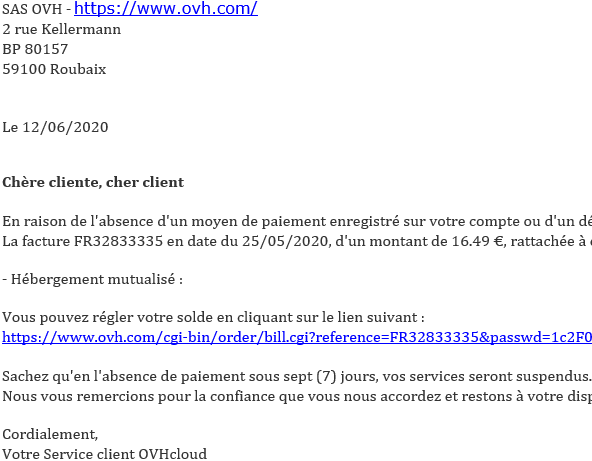 SAS OVH - https://www.ovh.com/
2 rue Kellermann
BP 80157
59100 Roubaix
Le 12/06/2020
Chère cliente, cher client
En raison de l'absence d'un moyen de paiement enregistré sur votre compte ou d'un
La facture FR32833335 en date du 25/05/2020, d'un montant de 16.49 €, rattachée à
- Hébergement mutualisé :
Vous pouvez régler votre solde en cliquant sur le lien suivant :
https://www.ovh.com/cgi-bin/order/bill.cgi?reference=FR32833335&passwd=1c2F0
Sachez qu'en l'absence de paiement sous sept (7) jours, vos services seront suspendus.
Nous vous remercions pour la confiance que vous nous accordez et restons à votre
Cordialement,
Votre Service client OVHcloud